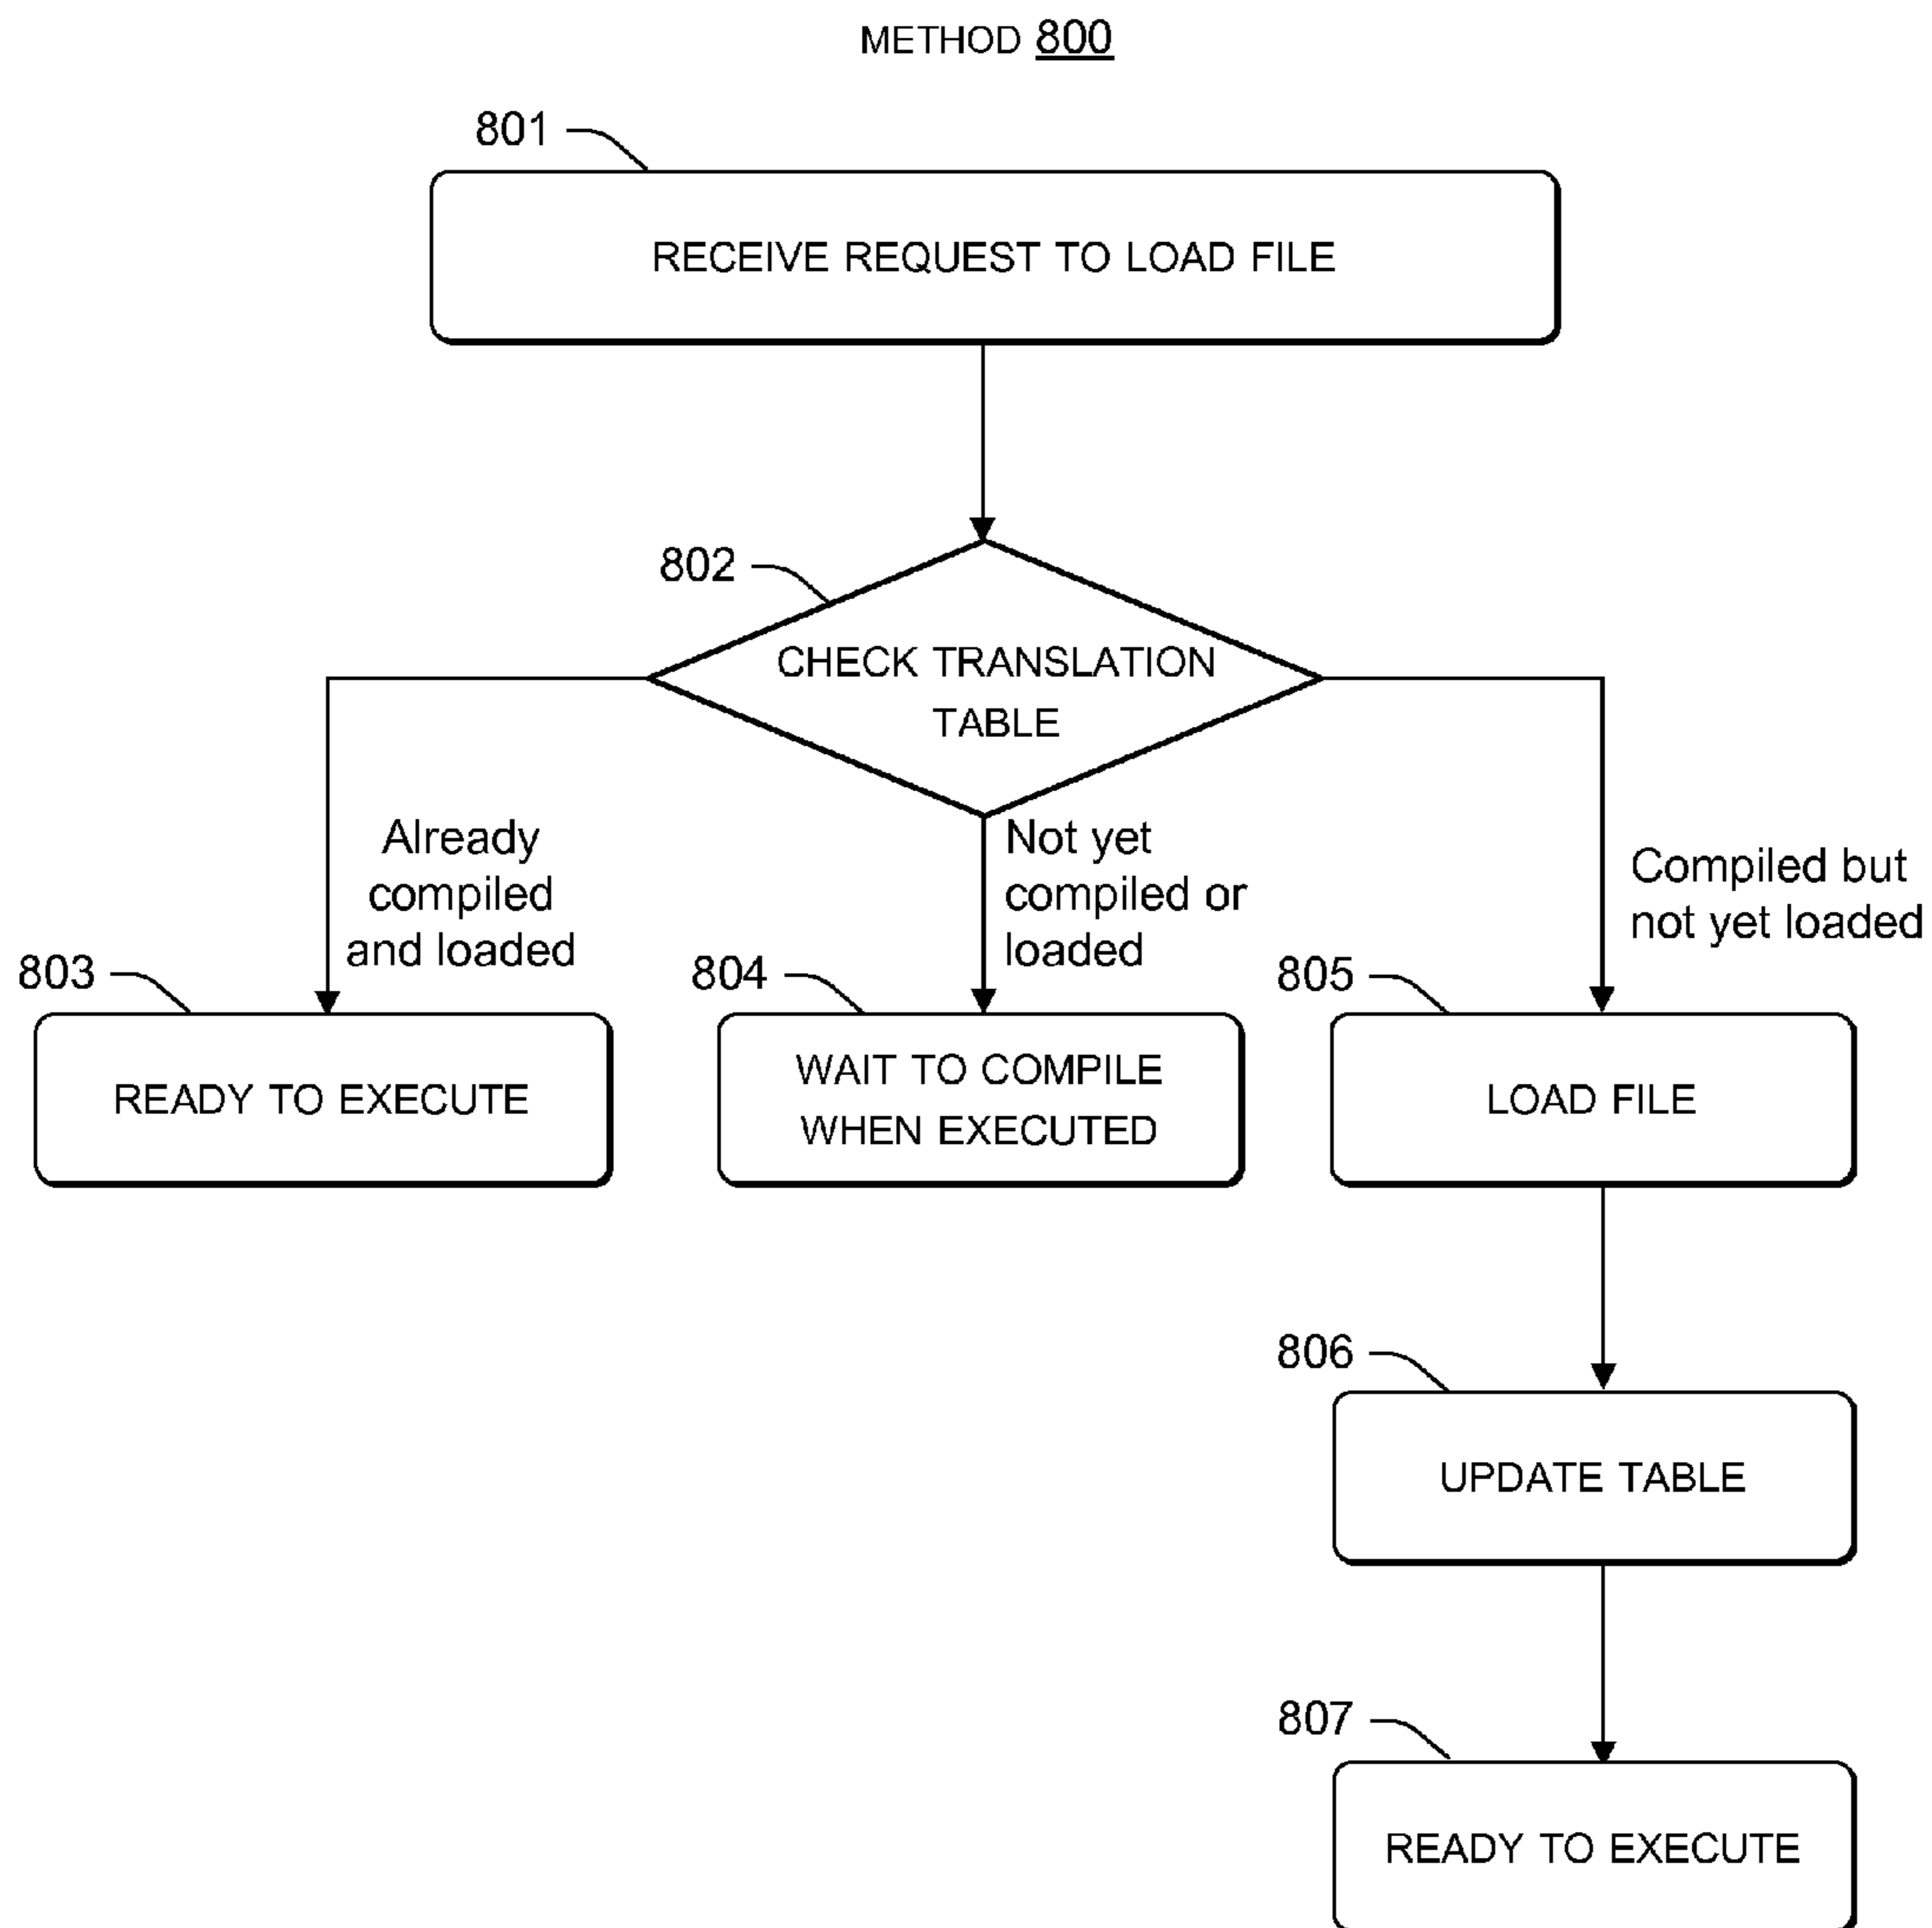 METHOD 800
801
RECEIVE REQUEST TO LOAD FILE
802
CHECK TRANSLATION
TABLE
Already
compiled
and loaded
Not yet
compiled or
loaded
Compiled but
not yet loaded
803
READY TO EXECUTE
804
WAIT TO COMPILE
WHEN EXECUTED
805
LOAD FILE
806
UPDATE TABLE
807
READY TO EXECUTE